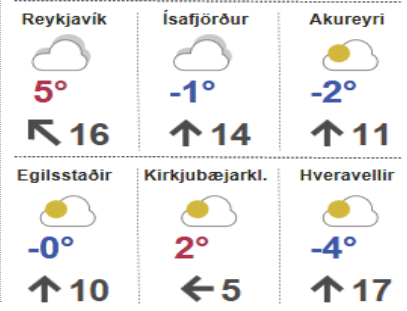 Reykjavík Ísafjörður Akureyri
5° -1° -2°
16 14 11
Egilsstaðir Kirkjubæjarkl. Hveravellir
-0° 2° -4°
10 5 17